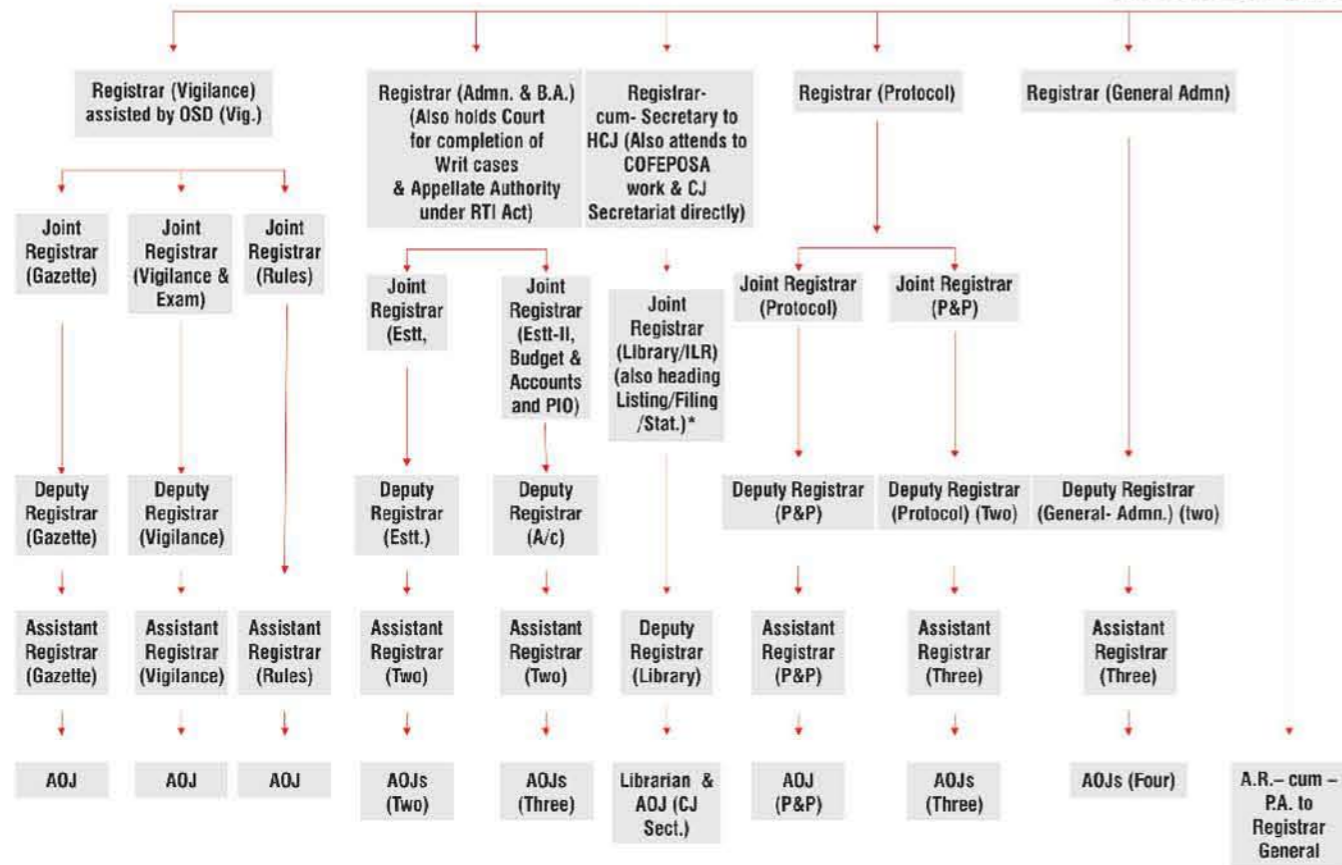 Registrar (Vigilance)
assisted by OSD (Vig.)
Registrar (Admn. & B.A.)
(Also holds Court
for completion of
Writ cases
& Appellate Authority
under RTI Act)
Registrar-
cum- Secretary to
HCJ (Also attends to
COFEPOSA
work & CJ
Secretariat directly)
Registrar (Protocol)
Registrar (General Admn)
Joint
Registrar
(Gazette)
Joint
Registrar
(Vigilance &
Exam)
Joint
Registrar
(Rules)
Joint
Registrar
(Estt,
Joint
Registrar
(Estt-II,
Budget &
Accounts
and PIO)
Joint
Registrar
(Library/ILR)
(also heading
Listing/Filing
/Stat.)*
Joint Registrar
(Protocol)
Joint Registrar
(P&P)
Deputy
Registrar
(Gazette)
Deputy
Registrar
(Vigilance)
Deputy
Registrar
(Estt.)
Deputy
Registrar
(A/c)
Deputy Registrar
(P&P)
Deputy Registrar
(Protocol) (Two)
Deputy Registrar
(General- Admn.) (two)
Assistant
Registrar
(Gazette)
Assistant
Registrar
(Vigilance)
Assistant
Registrar
(Rules)
Assistant
Registrar
(Two)
Assistant
Registrar
(Two)
Deputy
Registrar
(Library)
Assistant
Registrar
(P&P)
Assistant
Registrar
(Three)
Assistant
Registrar
(Three)
AOJ
AOJ
AOJ
AOJs
(Two)
AOJs
(Three)
Librarian &
AOJ (CJ
Sect.)
AOJ
(P&P)
AOJs
(Three)
AOJs (Four)
A.R.– cum –
P.A. to
Registrar
General